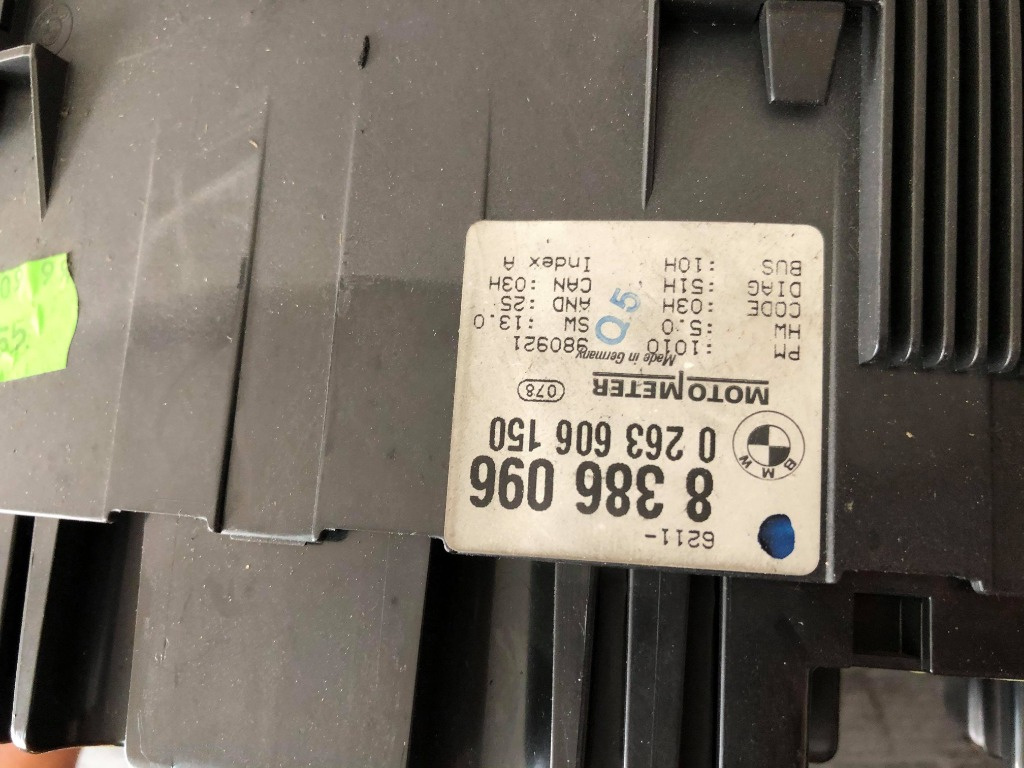 6211-
8 386 096
0 263 606 150
BMW
MOTOMETER
078
Made in Germany
PM :1010 980921
HW :5.0 SW :13.0
CODE :03H AND :25
DIAG :51H CAN :03H
BUS :10H Index A
Q5